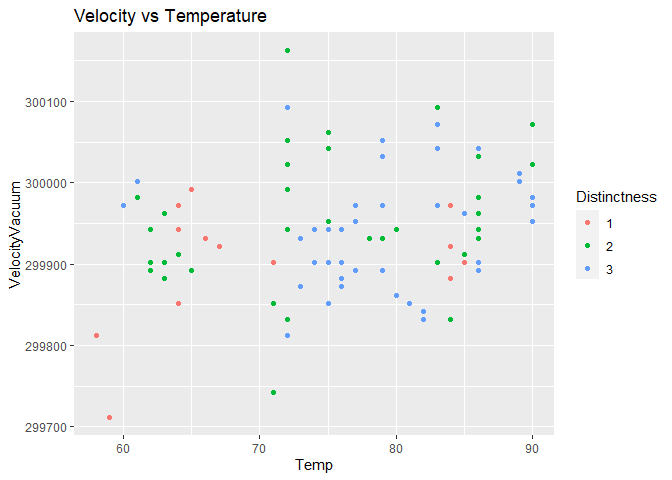 Velocity vs Temperature
300100
300000
299900
299800
299700
VelocityVacuum
60 70 80 90
Temp
Distinctness
1
2
3